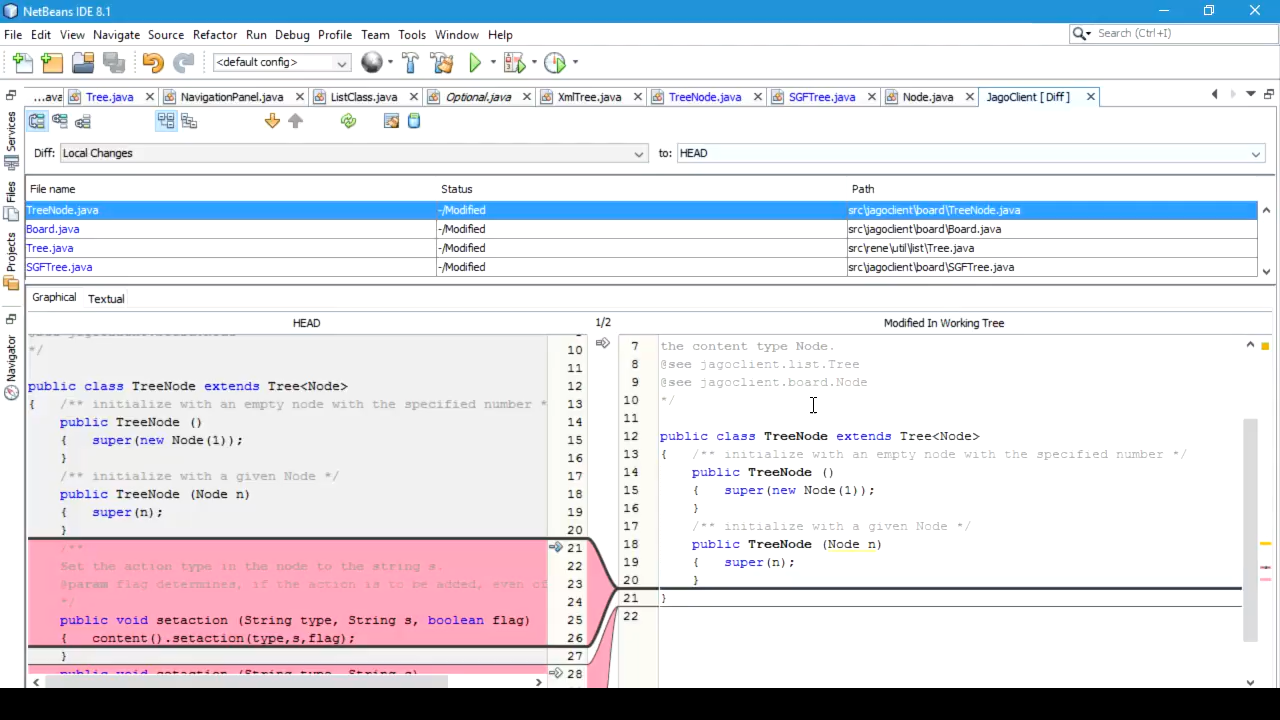 NetBeans IDE 8.1
File Edit View Navigate Source Refactor Run Debug Profile Team Tools Window Help
Search (Ctrl+I)
<default config>
...ava Tree.java NavigationPanel.java ListClass.java Optional.java XmlTree.java TreeNode.java SGFTree.java Node.java JagoClient [ Diff ]
Services
Files
Projects
Navigator
Diff: Local Changes to: HEAD
File name Status Path
TreeNode.java -/Modified src\jagoclient\board\TreeNode.java
Board.java -/Modified src\jagoclient\board\Board.java
Tree.java -/Modified src\rene\util\list\Tree.java
SGFTree.java -/Modified src\jagoclient\board\SGFTree.java
Graphical Textual
HEAD 1/2 Modified In Working Tree
*/ 10
11
public class TreeNode extends Tree<Node> 12
{ /** initialize with an empty node with the specified number * 13
public TreeNode () 14
{ super(new Node(1)); 15
} 16
/** initialize with a given Node */ 17
public TreeNode (Node n) 18
{ super(n); 19
} 20
/** 21
Set the action type in the node to the string s. 22
@param flag determines, if the action is to be added, even of 23
*/ 24
public void setaction (String type, String s, boolean flag) 25
{ content().setaction(type,s,flag); 26
} 27
public void setaction (String type, String s) 28
7 the content type Node.
8 @see jagoclient.list.Tree
9 @see jagoclient.board.Node
10 */
11
12 public class TreeNode extends Tree<Node>
13 { /** initialize with an empty node with the specified number */
14 public TreeNode ()
15 { super(new Node(1));
16 }
17 /** initialize with a given Node */
18 public TreeNode (Node n)
19 { super(n);
20 }
21 }
22